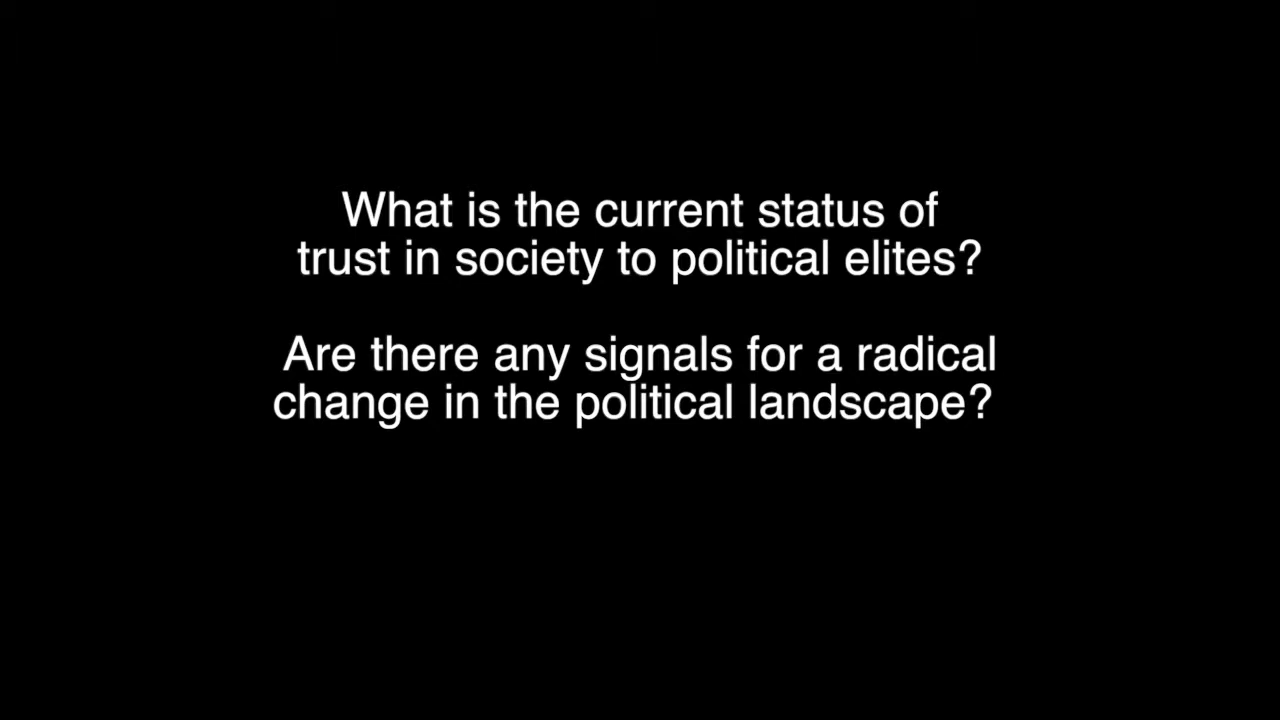 What is the current status of
trust in society to political elites?
Are there any signals for a radical
change in the political landscape?